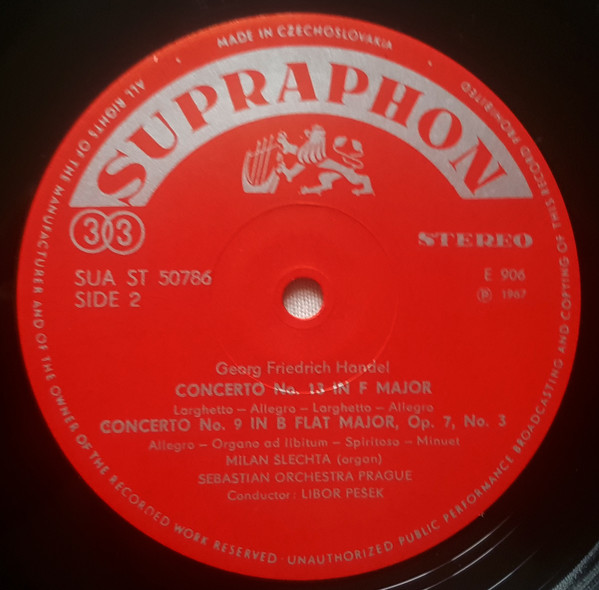 MADE IN CZECHOSLOVAKIA
ALL RIGHTS OF THE MANUFACTURER AND OF THE OWNER OF THE RECORDED WORK RESERVED · UNAUTHORIZED PUBLIC PERFORMANCE BROADCASTING AND COPYING OF THIS RECORD PROHIBITED
SUPRAPHON
33
STEREO
SUA ST 50786
E 906
SIDE 2
Ⓟ 1967
Georg Friedrich Handel
CONCERTO No. 13 IN F MAJOR
Larghetto – Allegro – Larghetto – Allegro
CONCERTO No. 9 IN B FLAT MAJOR, Op. 7, No. 3
Allegro – Organo ad libitum – Spiritoso – Minuet
MILAN SLECHTA (organ)
SEBASTIAN ORCHESTRA PRAGUE
Conductor: LIBOR PESEK